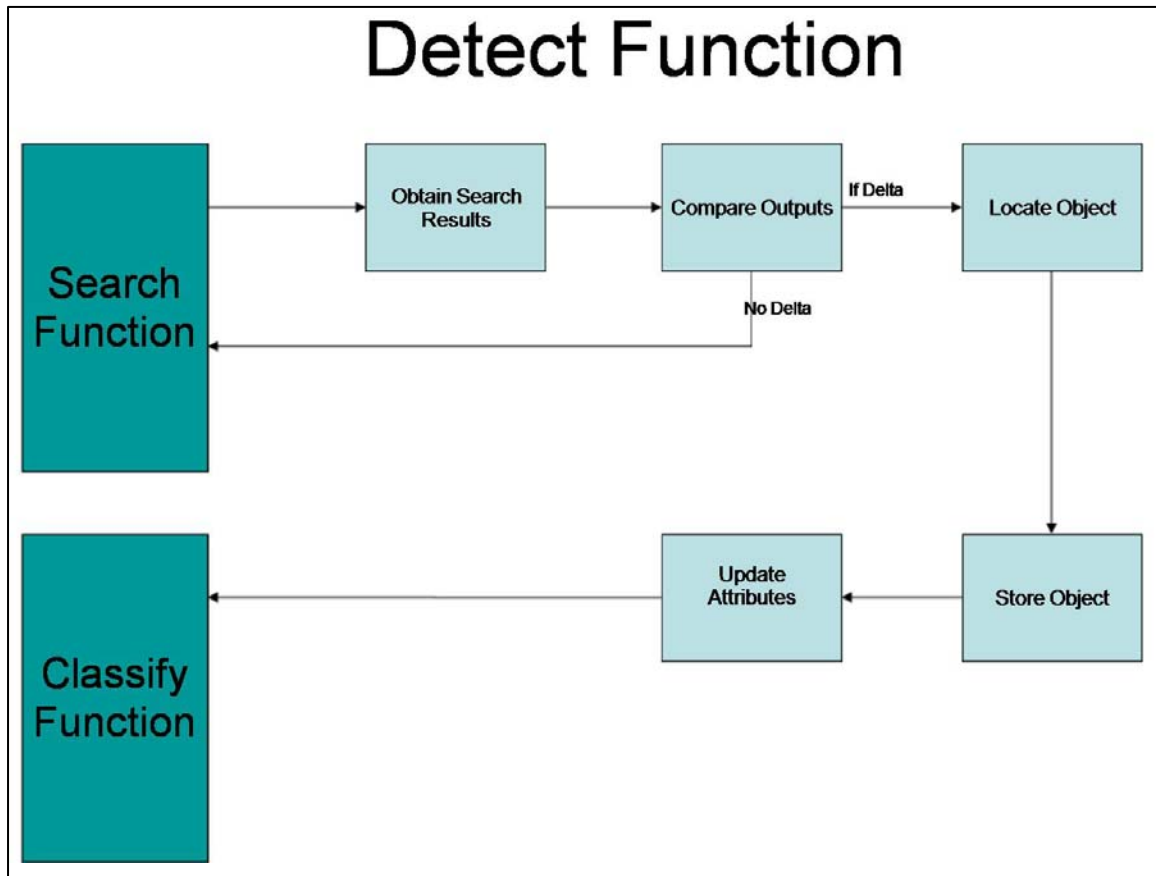 Detect Function
Search
Function
Obtain Search
Results
Compare Outputs
If Delta
Locate Object
No Delta
Classify
Function
Update
Attributes
Store Object